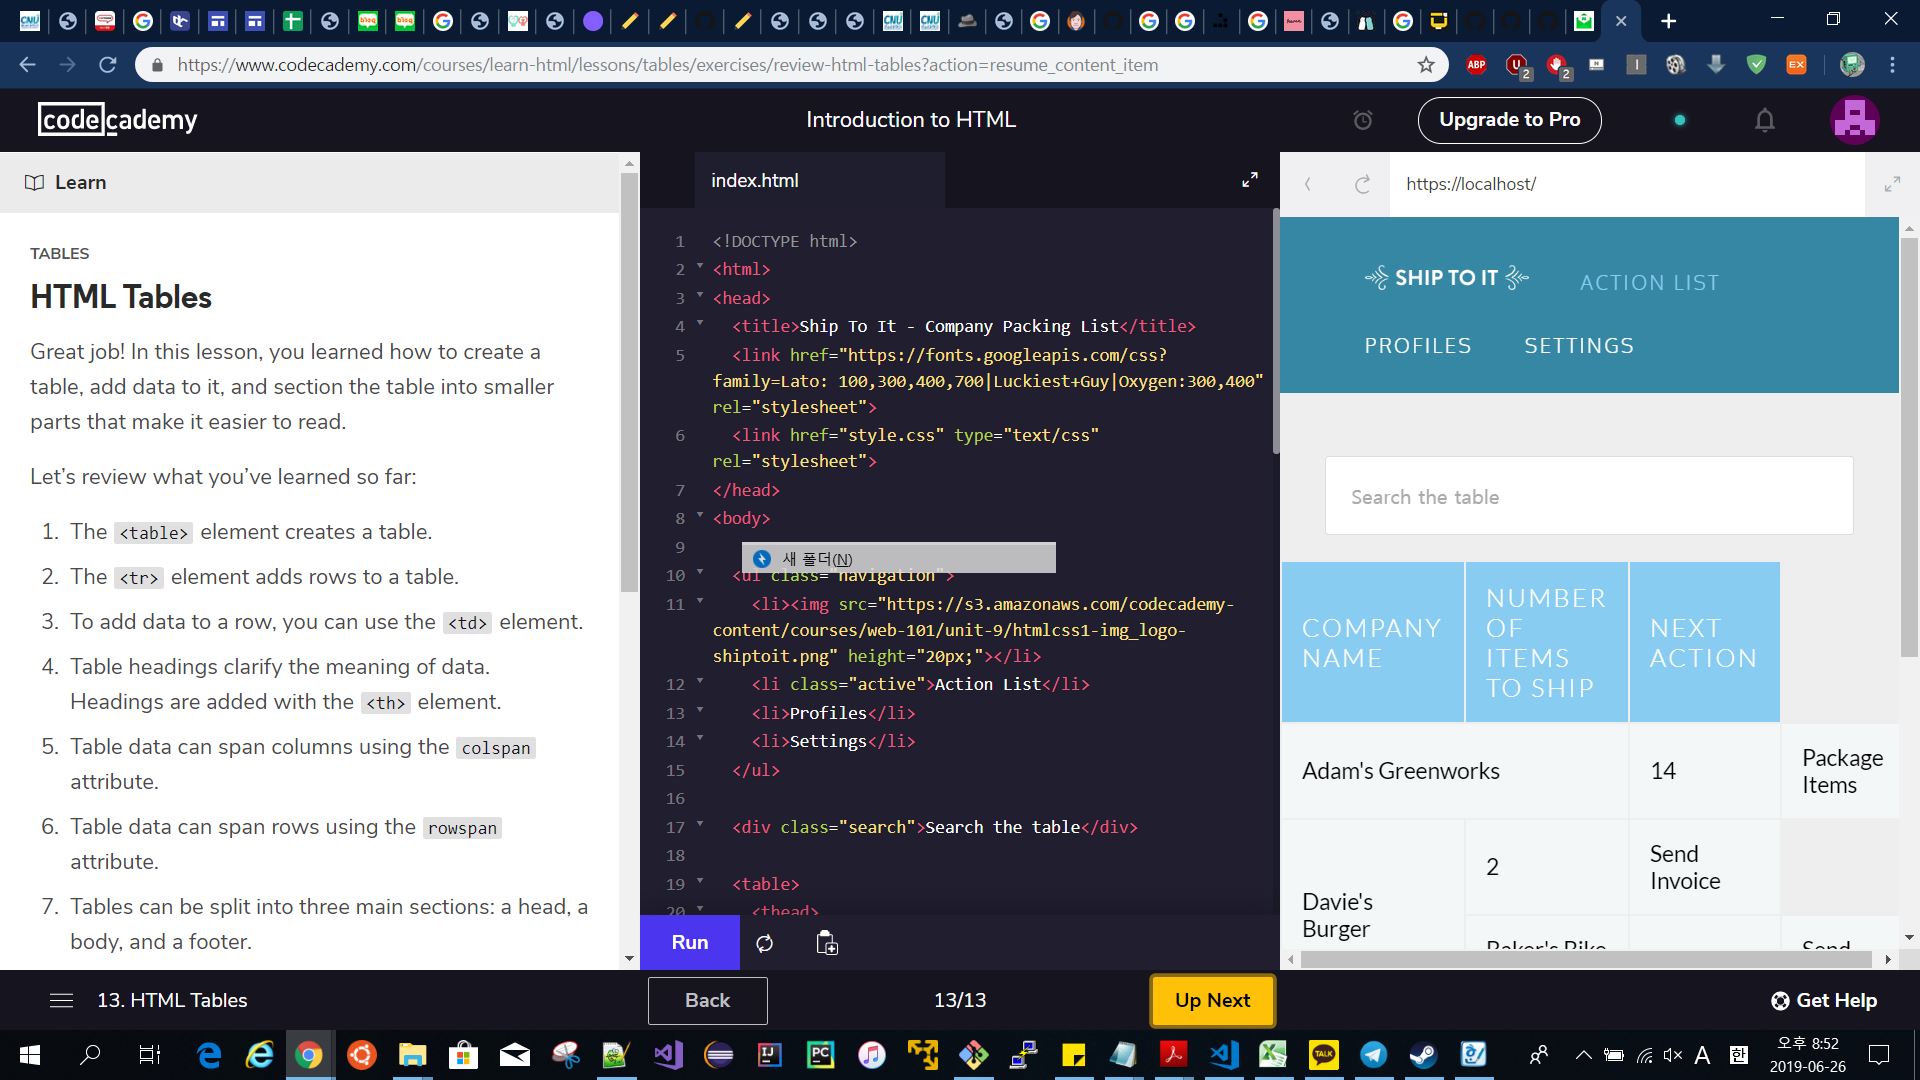 https://www.codecademy.com/courses/learn-html/lessons/tables/exercises/review-html-tables?action=resume_content_item
codecademy
Introduction to HTML
Upgrade to Pro
Learn
TABLES
HTML Tables
Great job! In this lesson, you learned how to create a
table, add data to it, and section the table into smaller
parts that make it easier to read.
Let’s review what you’ve learned so far:
1. The <table> element creates a table.
2. The <tr> element adds rows to a table.
3. To add data to a row, you can use the <td> element.
4. Table headings clarify the meaning of data.
Headings are added with the <th> element.
5. Table data can span columns using the colspan
attribute.
6. Table data can span rows using the rowspan
attribute.
7. Tables can be split into three main sections: a head, a
body, and a footer.
index.html
1 <!DOCTYPE html>
2 <html>
3 <head>
4 <title>Ship To It - Company Packing List</title>
5 <link href="https://fonts.googleapis.com/css?
family=Lato: 100,300,400,700|Luckiest+Guy|Oxygen:300,400"
rel="stylesheet">
6 <link href="style.css" type="text/css"
rel="stylesheet">
7 </head>
8 <body>
9
새 폴더(N)
10 <ul class="navigation">
11 <li><img src="https://s3.amazonaws.com/codecademy-
content/courses/web-101/unit-9/htmlcss1-img_logo-
shiptoit.png" height="20px;"></li>
12 <li class="active">Action List</li>
13 <li>Profiles</li>
14 <li>Settings</li>
15 </ul>
16
17 <div class="search">Search the table</div>
18
19 <table>
20 <thead>
Run
https://localhost/
SHIP TO IT
ACTION LIST
PROFILES
SETTINGS
Search the table
COMPANY
NAME
NUMBER
OF
ITEMS
TO SHIP
NEXT
ACTION
Adam's Greenworks
14
Package
Items
Davie's
Burger
2
Send
Invoice
Baker's Bike
Send
13. HTML Tables
Back
13/13
Up Next
Get Help
A
한
오후 8:52
2019-06-26